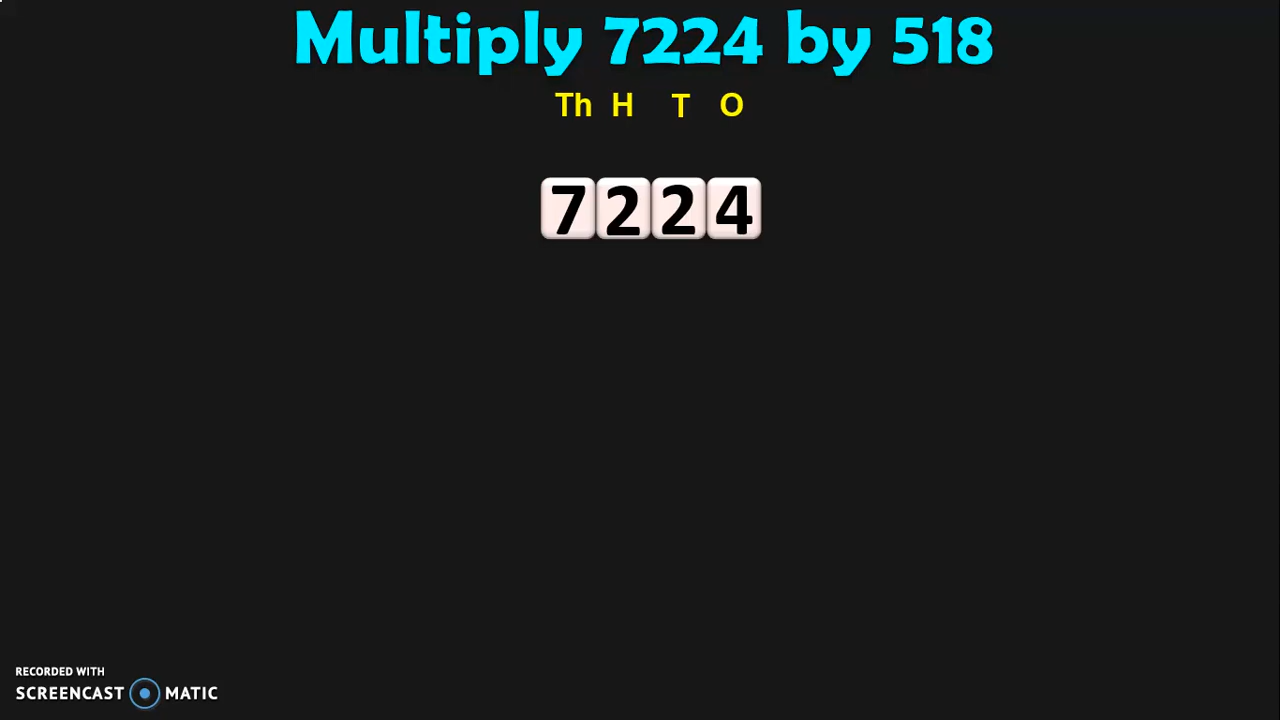 Multiply 7224 by 518
Th H T O
7224
RECORDED WITH
SCREENCAST MATIC